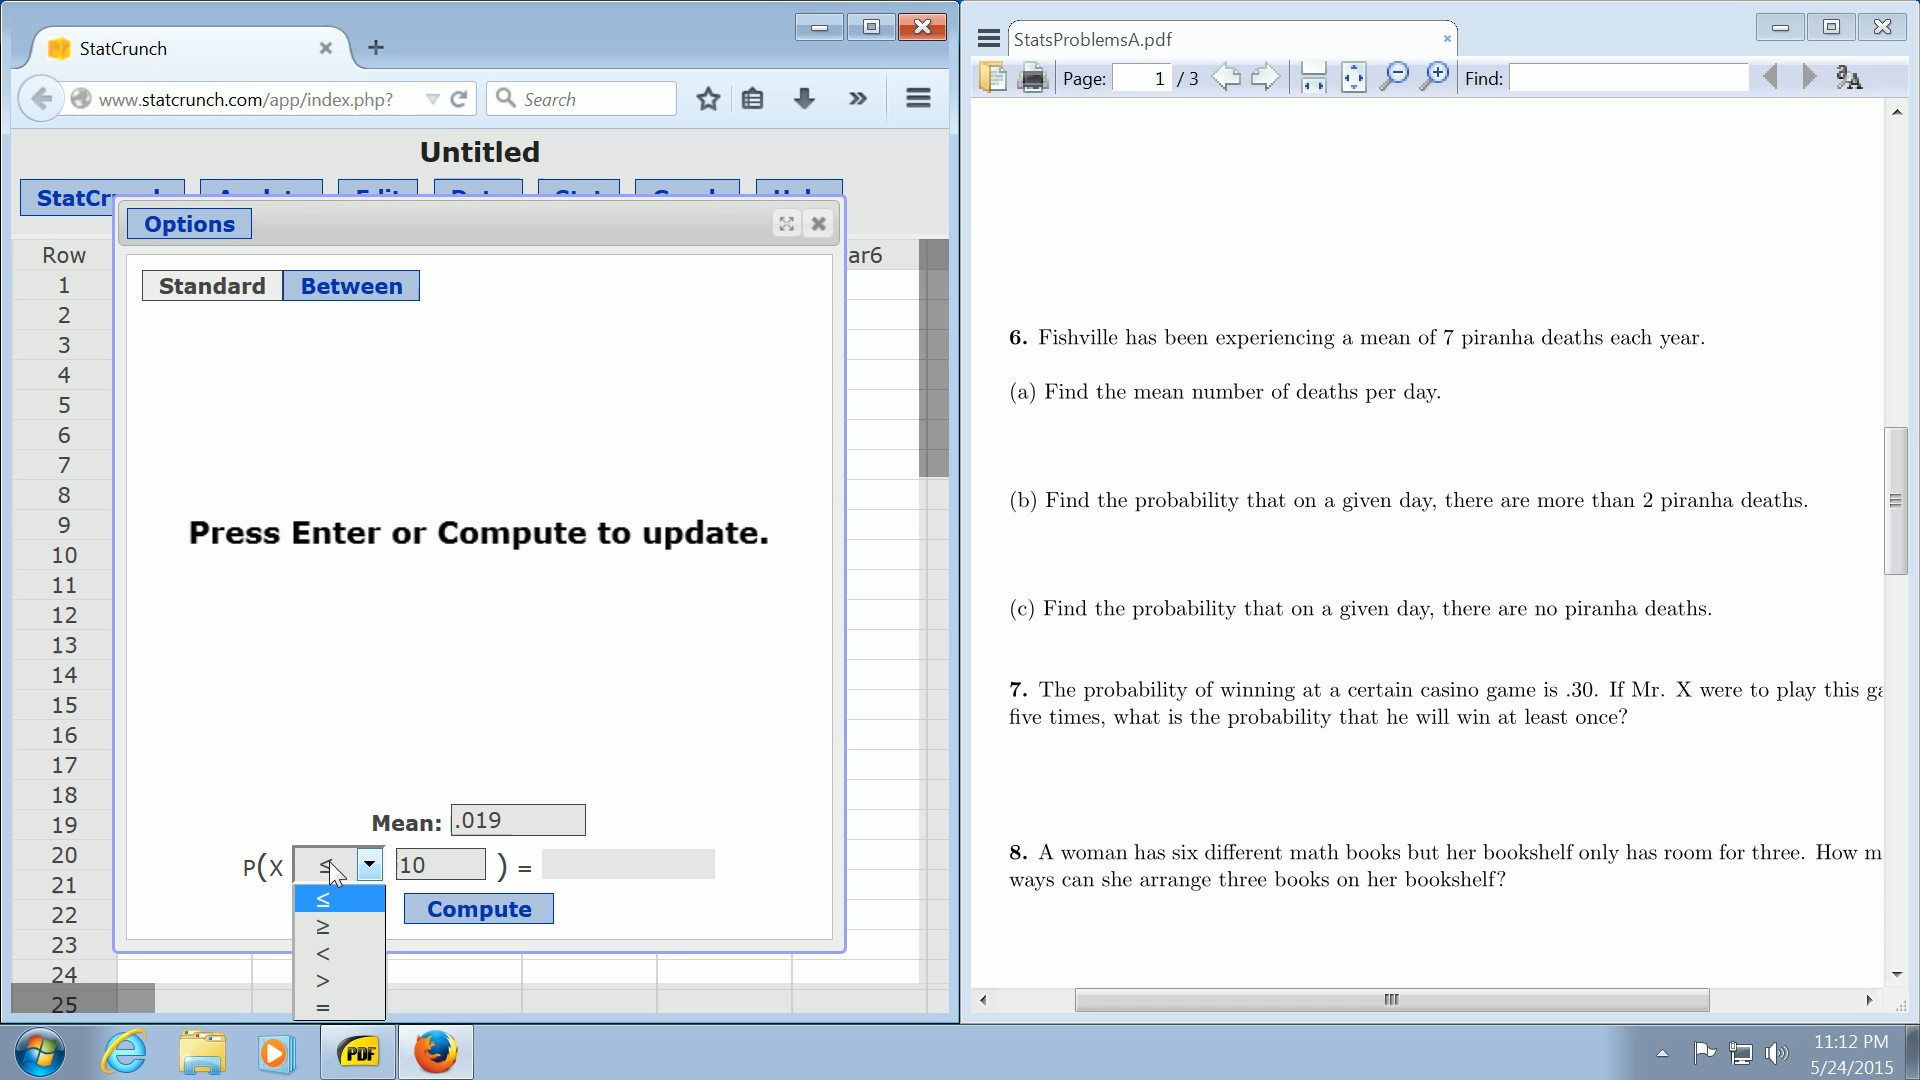 StatCrunch
www.statcrunch.com/app/index.php?
Search
Untitled
StatCr
Options
Row
ar6
Standard
Between
1
2
3
4
5
6
7
8
9
10
11
12
13
14
15
16
17
18
19
20
21
22
23
24
25
Press Enter or Compute to update.
Mean: .019
P(X ≤ 10 ) =
≤
≥
<
>
=
Compute
StatsProblemsA.pdf
Page: 1 / 3
Find:
6. Fishville has been experiencing a mean of 7 piranha deaths each year.
(a) Find the mean number of deaths per day.
(b) Find the probability that on a given day, there are more than 2 piranha deaths.
(c) Find the probability that on a given day, there are no piranha deaths.
7. The probability of winning at a certain casino game is .30. If Mr. X were to play this ga
five times, what is the probability that he will win at least once?
8. A woman has six different math books but her bookshelf only has room for three. How m
ways can she arrange three books on her bookshelf?
PDF
11:12 PM
5/24/2015